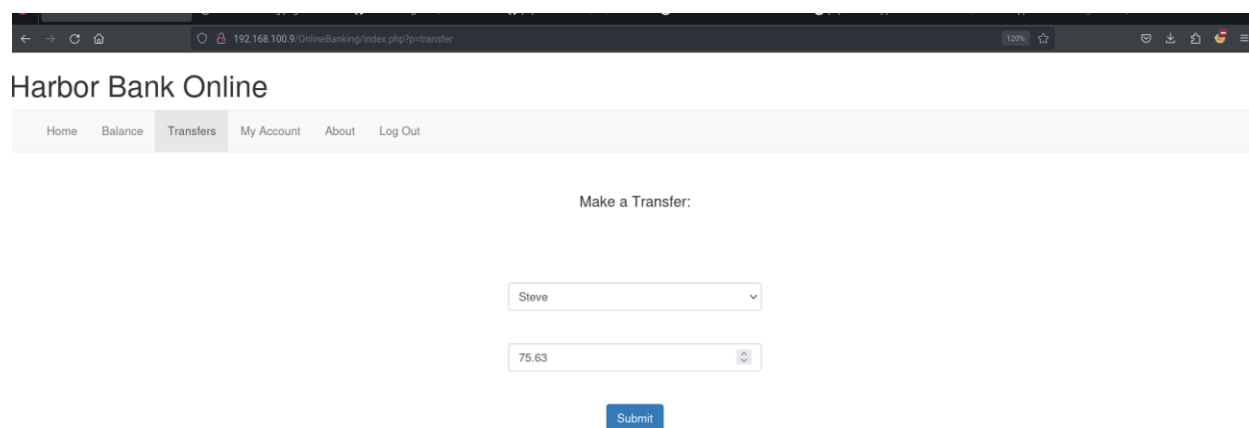 192.168.100.9/OnlineBanking/index.php?p=transfer 120%
Harbor Bank Online
Home Balance Transfers My Account About Log Out
Make a Transfer:
Steve
75.63
Submit